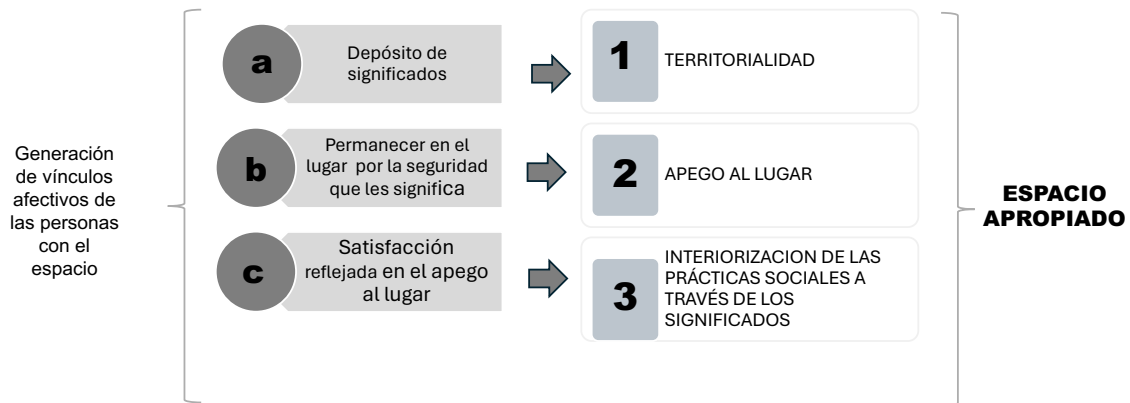 Generación
de vínculos
afectivos de
las personas
con el
espacio
a
Depósito de
significados
1
TERRITORIALIDAD
b
Permanecer en el
lugar por la seguridad
que les significa
2
APEGO AL LUGAR
c
Satisfacción
reflejada en el apego
al lugar
3
INTERIORIZACION DE LAS
PRÁCTICAS SOCIALES A
TRAVÉS DE LOS
SIGNIFICADOS
ESPACIO
APROPIADO